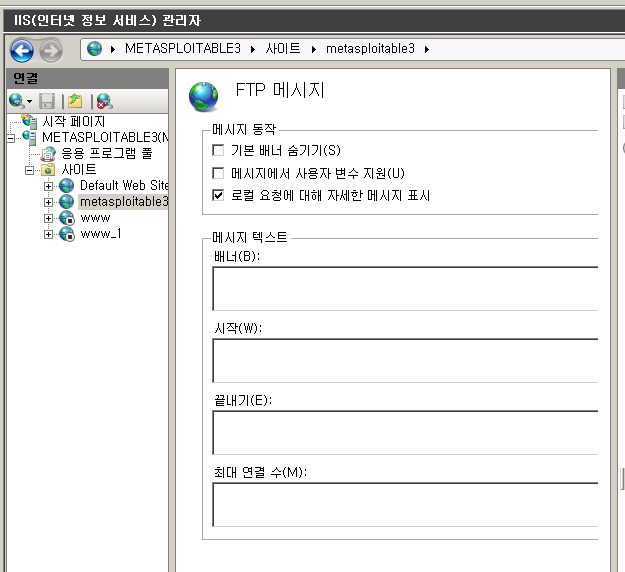 IIS(인터넷 정보 서비스) 관리자
METASPLOITABLE3 사이트 metasploitable3
연결
시작 페이지
METASPLOITABLE3(M
응용 프로그램 풀
사이트
Default Web Site
metasploitable3
www
www_1
FTP 메시지
메시지 동작
기본 배너 숨기기(S)
메시지에서 사용자 변수 지원(U)
로컬 요청에 대해 자세한 메시지 표시
메시지 텍스트
배너(B):
시작(W):
끝내기(E):
최대 연결 수(M):